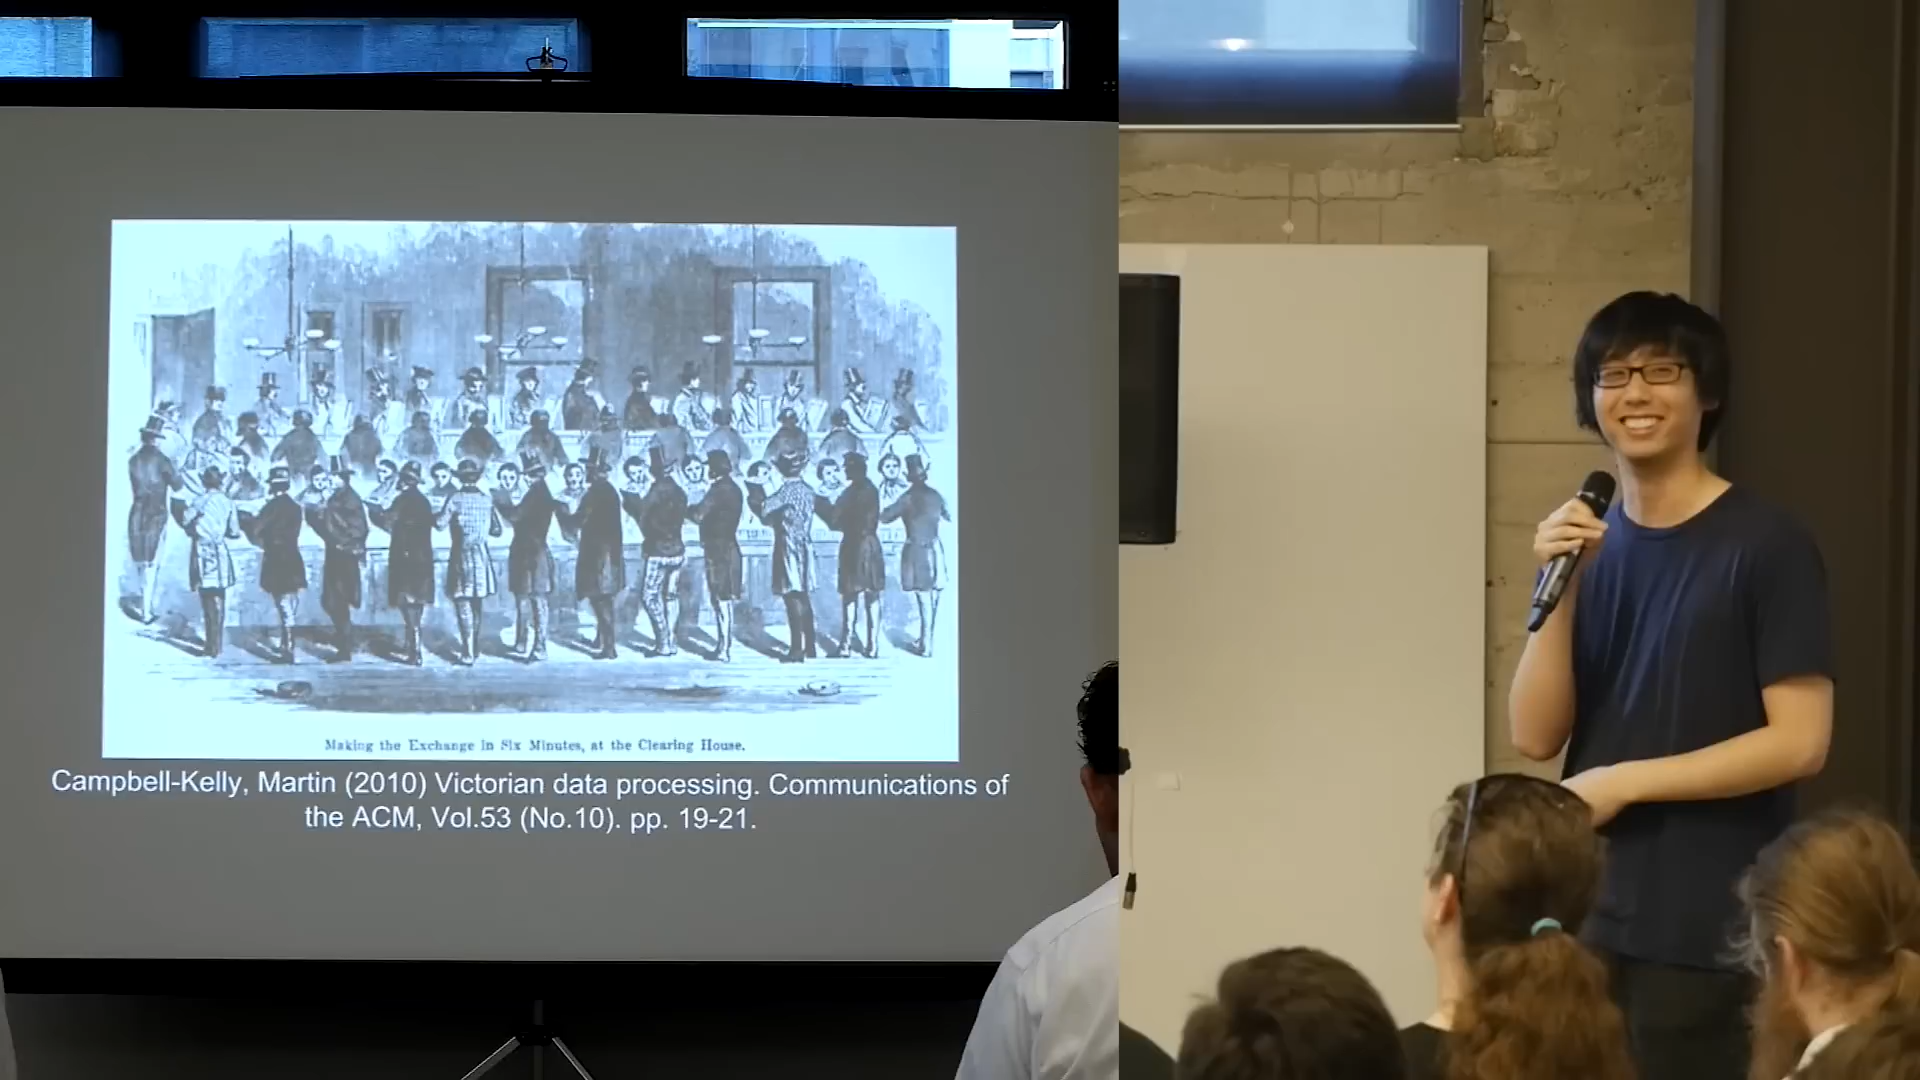 Making the Exchange in Six Minutes, at the Clearing House.
Campbell-Kelly, Martin (2010) Victorian data processing. Communications of
the ACM, Vol.53 (No.10). pp. 19-21.